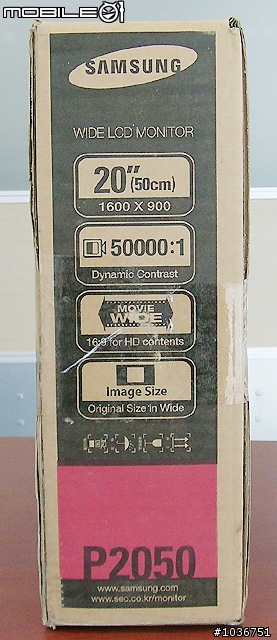 MOBILE01
SAMSUNG
WIDE LCD MONITOR
20" (50cm)
1600 X 900
50000:1
Dynamic Contrast
MOVIE
WIDE
16:9 for HD contents
Image Size
Original Size in Wide
P2050
www.samsung.com
www.sec.co.kr/monitor
#1036751